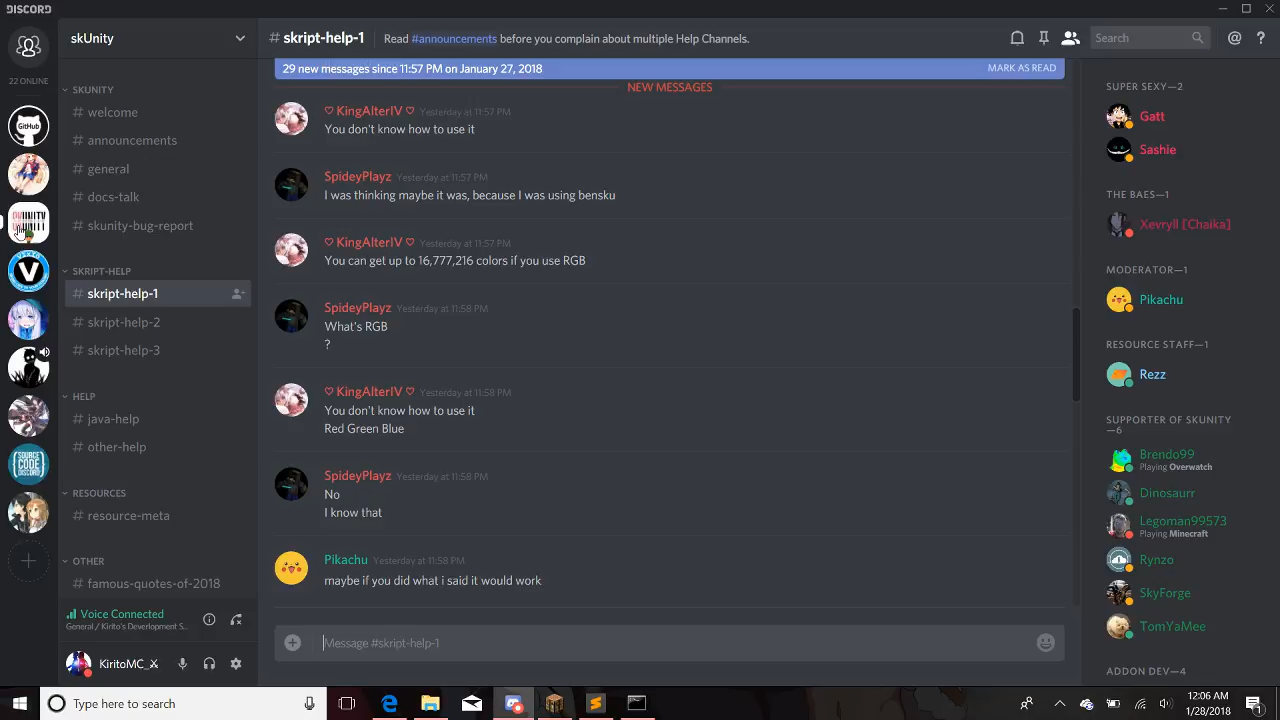 DISCORD
skUnity
# skript-help-1
Read #announcements before you complain about multiple Help Channels.
Search
22 ONLINE
GitHub
SKUNITY
V
SOURCE
CODE
DISCORD
SKUNITY
# welcome
# announcements
# general
# docs-talk
# skunity-bug-report
SKRIPT-HELP
# skript-help-1
# skript-help-2
# skript-help-3
HELP
# java-help
# other-help
RESOURCES
# resource-meta
OTHER
# famous-quotes-of-2018
Voice Connected
General / Kirito's Development S...
KiritoMC_X
29 new messages since 11:57 PM on January 27, 2018
MARK AS READ
NEW MESSAGES
♡ KingAlterIV ♡ Yesterday at 11:57 PM
You don't know how to use it
SpideyPlayz Yesterday at 11:57 PM
I was thinking maybe it was, because I was using bensku
♡ KingAlterIV ♡ Yesterday at 11:57 PM
You can get up to 16,777,216 colors if you use RGB
SpideyPlayz Yesterday at 11:58 PM
What's RGB
?
♡ KingAlterIV ♡ Yesterday at 11:58 PM
You don't know how to use it
Red Green Blue
SpideyPlayz Yesterday at 11:58 PM
No
I know that
Pikachu Yesterday at 11:58 PM
maybe if you did what i said it would work
Message #skript-help-1
SUPER SEXY—2
Gatt
Sashie
THE BAES—1
Xevryll [Chaika]
MODERATOR—1
Pikachu
RESOURCE STAFF—1
Rezz
SUPPORTER OF SKUNITY
—6
Brendo99
Playing Overwatch
Dinosaurr
Legoman99573
Playing Minecraft
Rynzo
SkyForge
TomYaMee
ADDON DEV—4
Type here to search
12:06 AM
1/28/2018